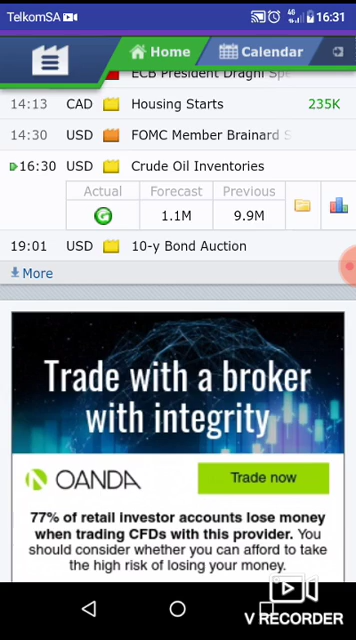 TelkomSA 4G 16:31
Home Calendar
ECB President Draghi Spe
14:13 CAD Housing Starts 235K
14:30 USD FOMC Member Brainard S
16:30 USD Crude Oil Inventories
Actual Forecast Previous
1.1M 9.9M
19:01 USD 10-y Bond Auction
More
Trade with a broker
with integrity
OANDA Trade now
77% of retail investor accounts lose money
when trading CFDs with this provider. You
should consider whether you can afford to take
the high risk of losing your money.
V RECORDER